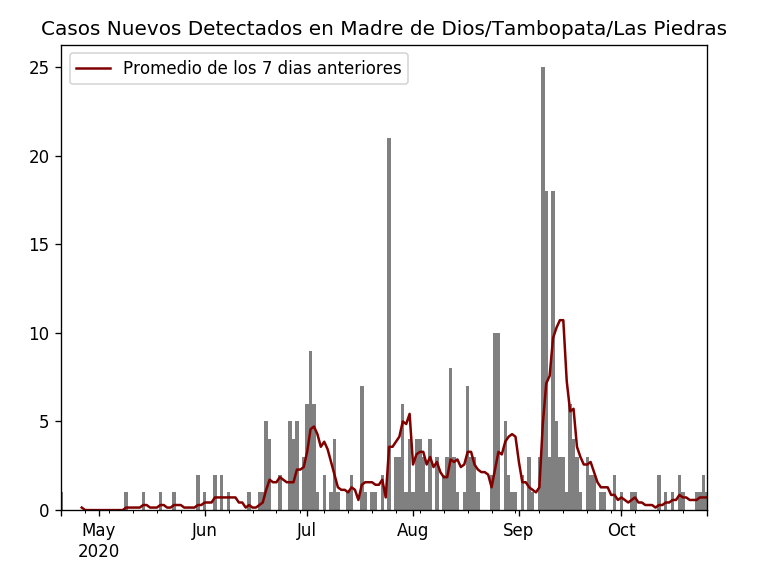 Casos Nuevos Detectados en Madre de Dios/Tambopata/Las Piedras
Promedio de los 7 dias anteriores
25
20
15
10
5
0
May Jun Jul Aug Sep Oct
2020